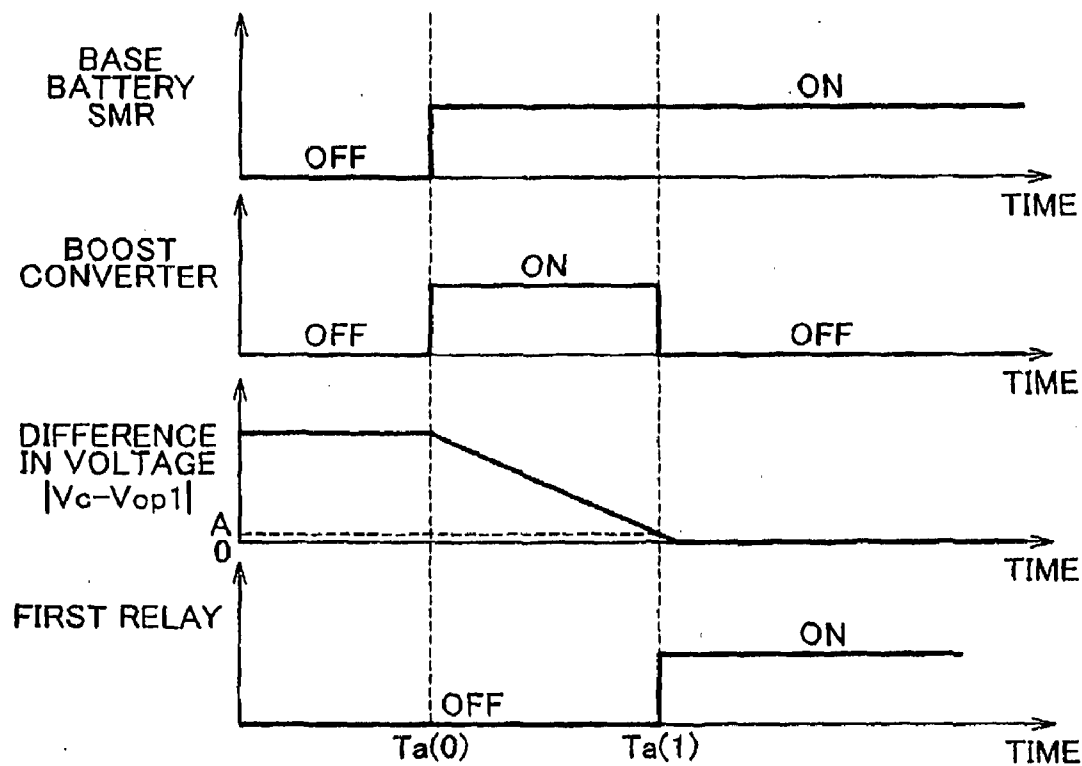 BASE
BATTERY
SMR
ON
OFF
TIME
BOOST
CONVERTER
ON
OFF
OFF
TIME
DIFFERENCE
IN VOLTAGE
|Vc-Vop1|
A
0
TIME
FIRST RELAY
ON
OFF
Ta(0)
Ta(1)
TIME